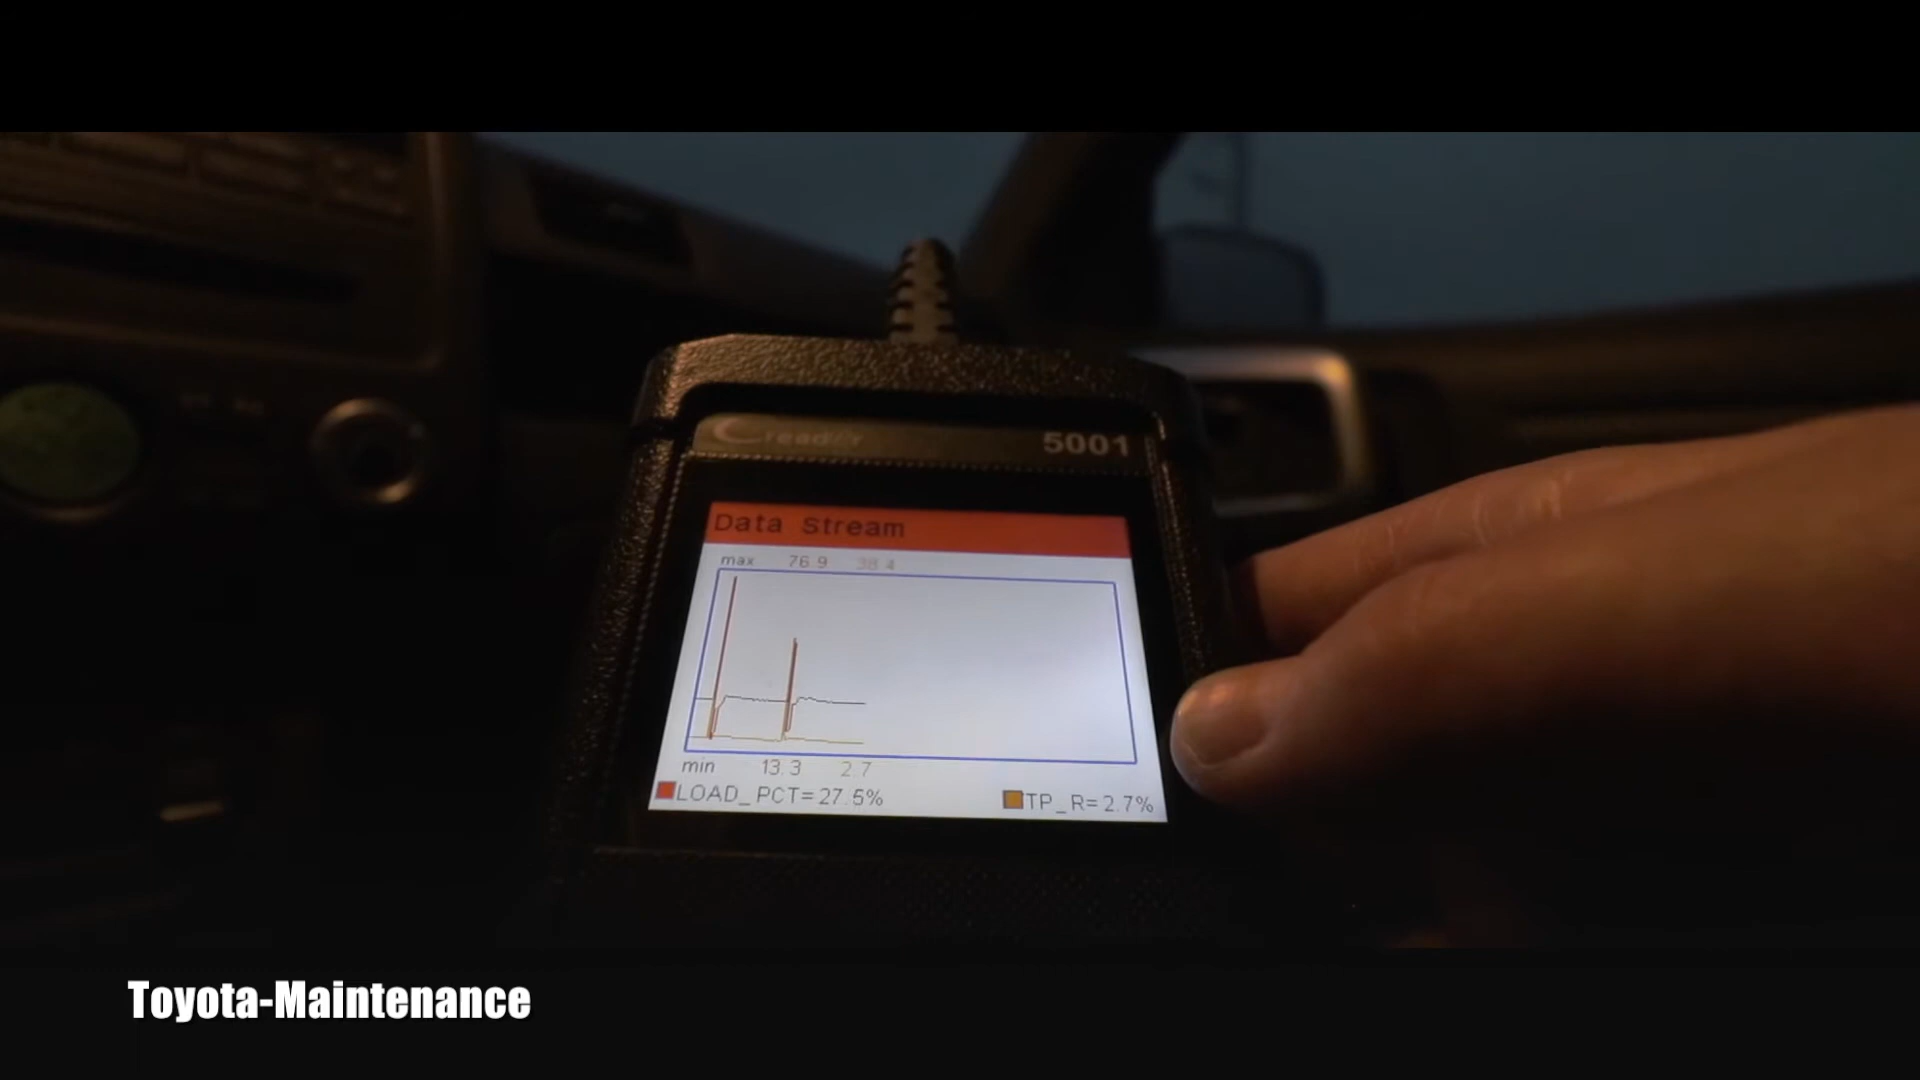 Creader
5001
Data Stream
max 76.9 38.4
min 13.3 2.7
LOAD_PCT=27.5% TP_R=2.7%
Toyota-Maintenance